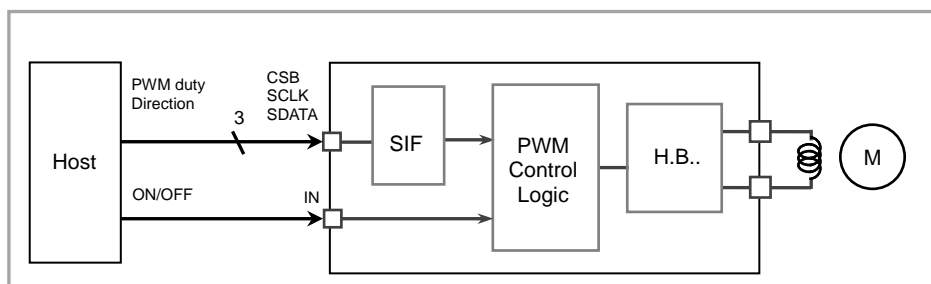 Host
PWM duty
Direction
3
CSB
SCLK
SDATA
ON/OFF
IN
SIF
PWM
Control
Logic
H.B..
M